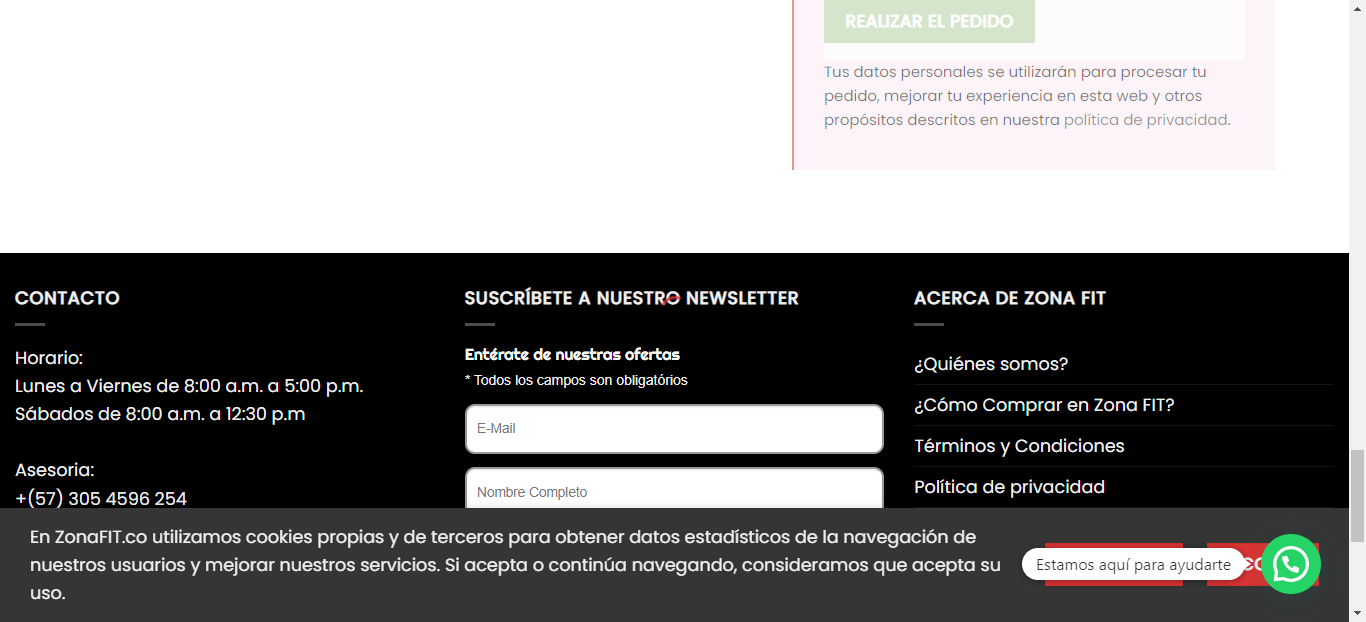 REALIZAR EL PEDIDO
Tus datos personales se utilizarán para procesar tu
pedido, mejorar tu experiencia en esta web y otros
propósitos descritos en nuestra política de privacidad.
CONTACTO
Horario:
Lunes a Viernes de 8:00 a.m. a 5:00 p.m.
Sábados de 8:00 a.m. a 12:30 p.m
Asesoria:
+(57) 305 4596 254
SUSCRÍBETE A NUESTRO NEWSLETTER
Entérate de nuestras ofertas
* Todos los campos son obligatórios
E-Mail
Nombre Completo
ACERCA DE ZONA FIT
¿Quiénes somos?
¿Cómo Comprar en Zona FIT?
Términos y Condiciones
Política de privacidad
En ZonaFIT.co utilizamos cookies propias y de terceros para obtener datos estadísticos de la navegación de
nuestros usuarios y mejorar nuestros servicios. Si acepta o continúa navegando, consideramos que acepta su
uso.
Estamos aquí para ayudarte